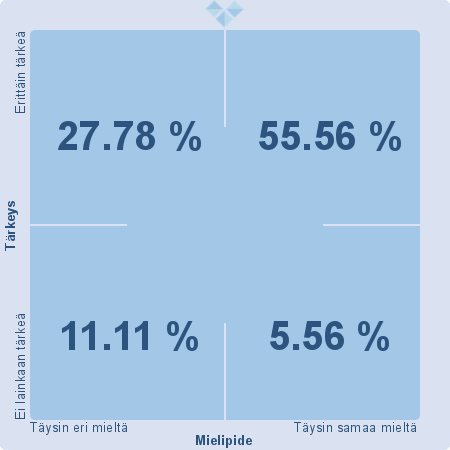 Erittäin tärkeä
27.78 %
55.56 %
Tärkeys
11.11 %
5.56 %
Ei lainkaan tärkeä
Täysin eri mieltä
Täysin samaa mieltä
Mielipide